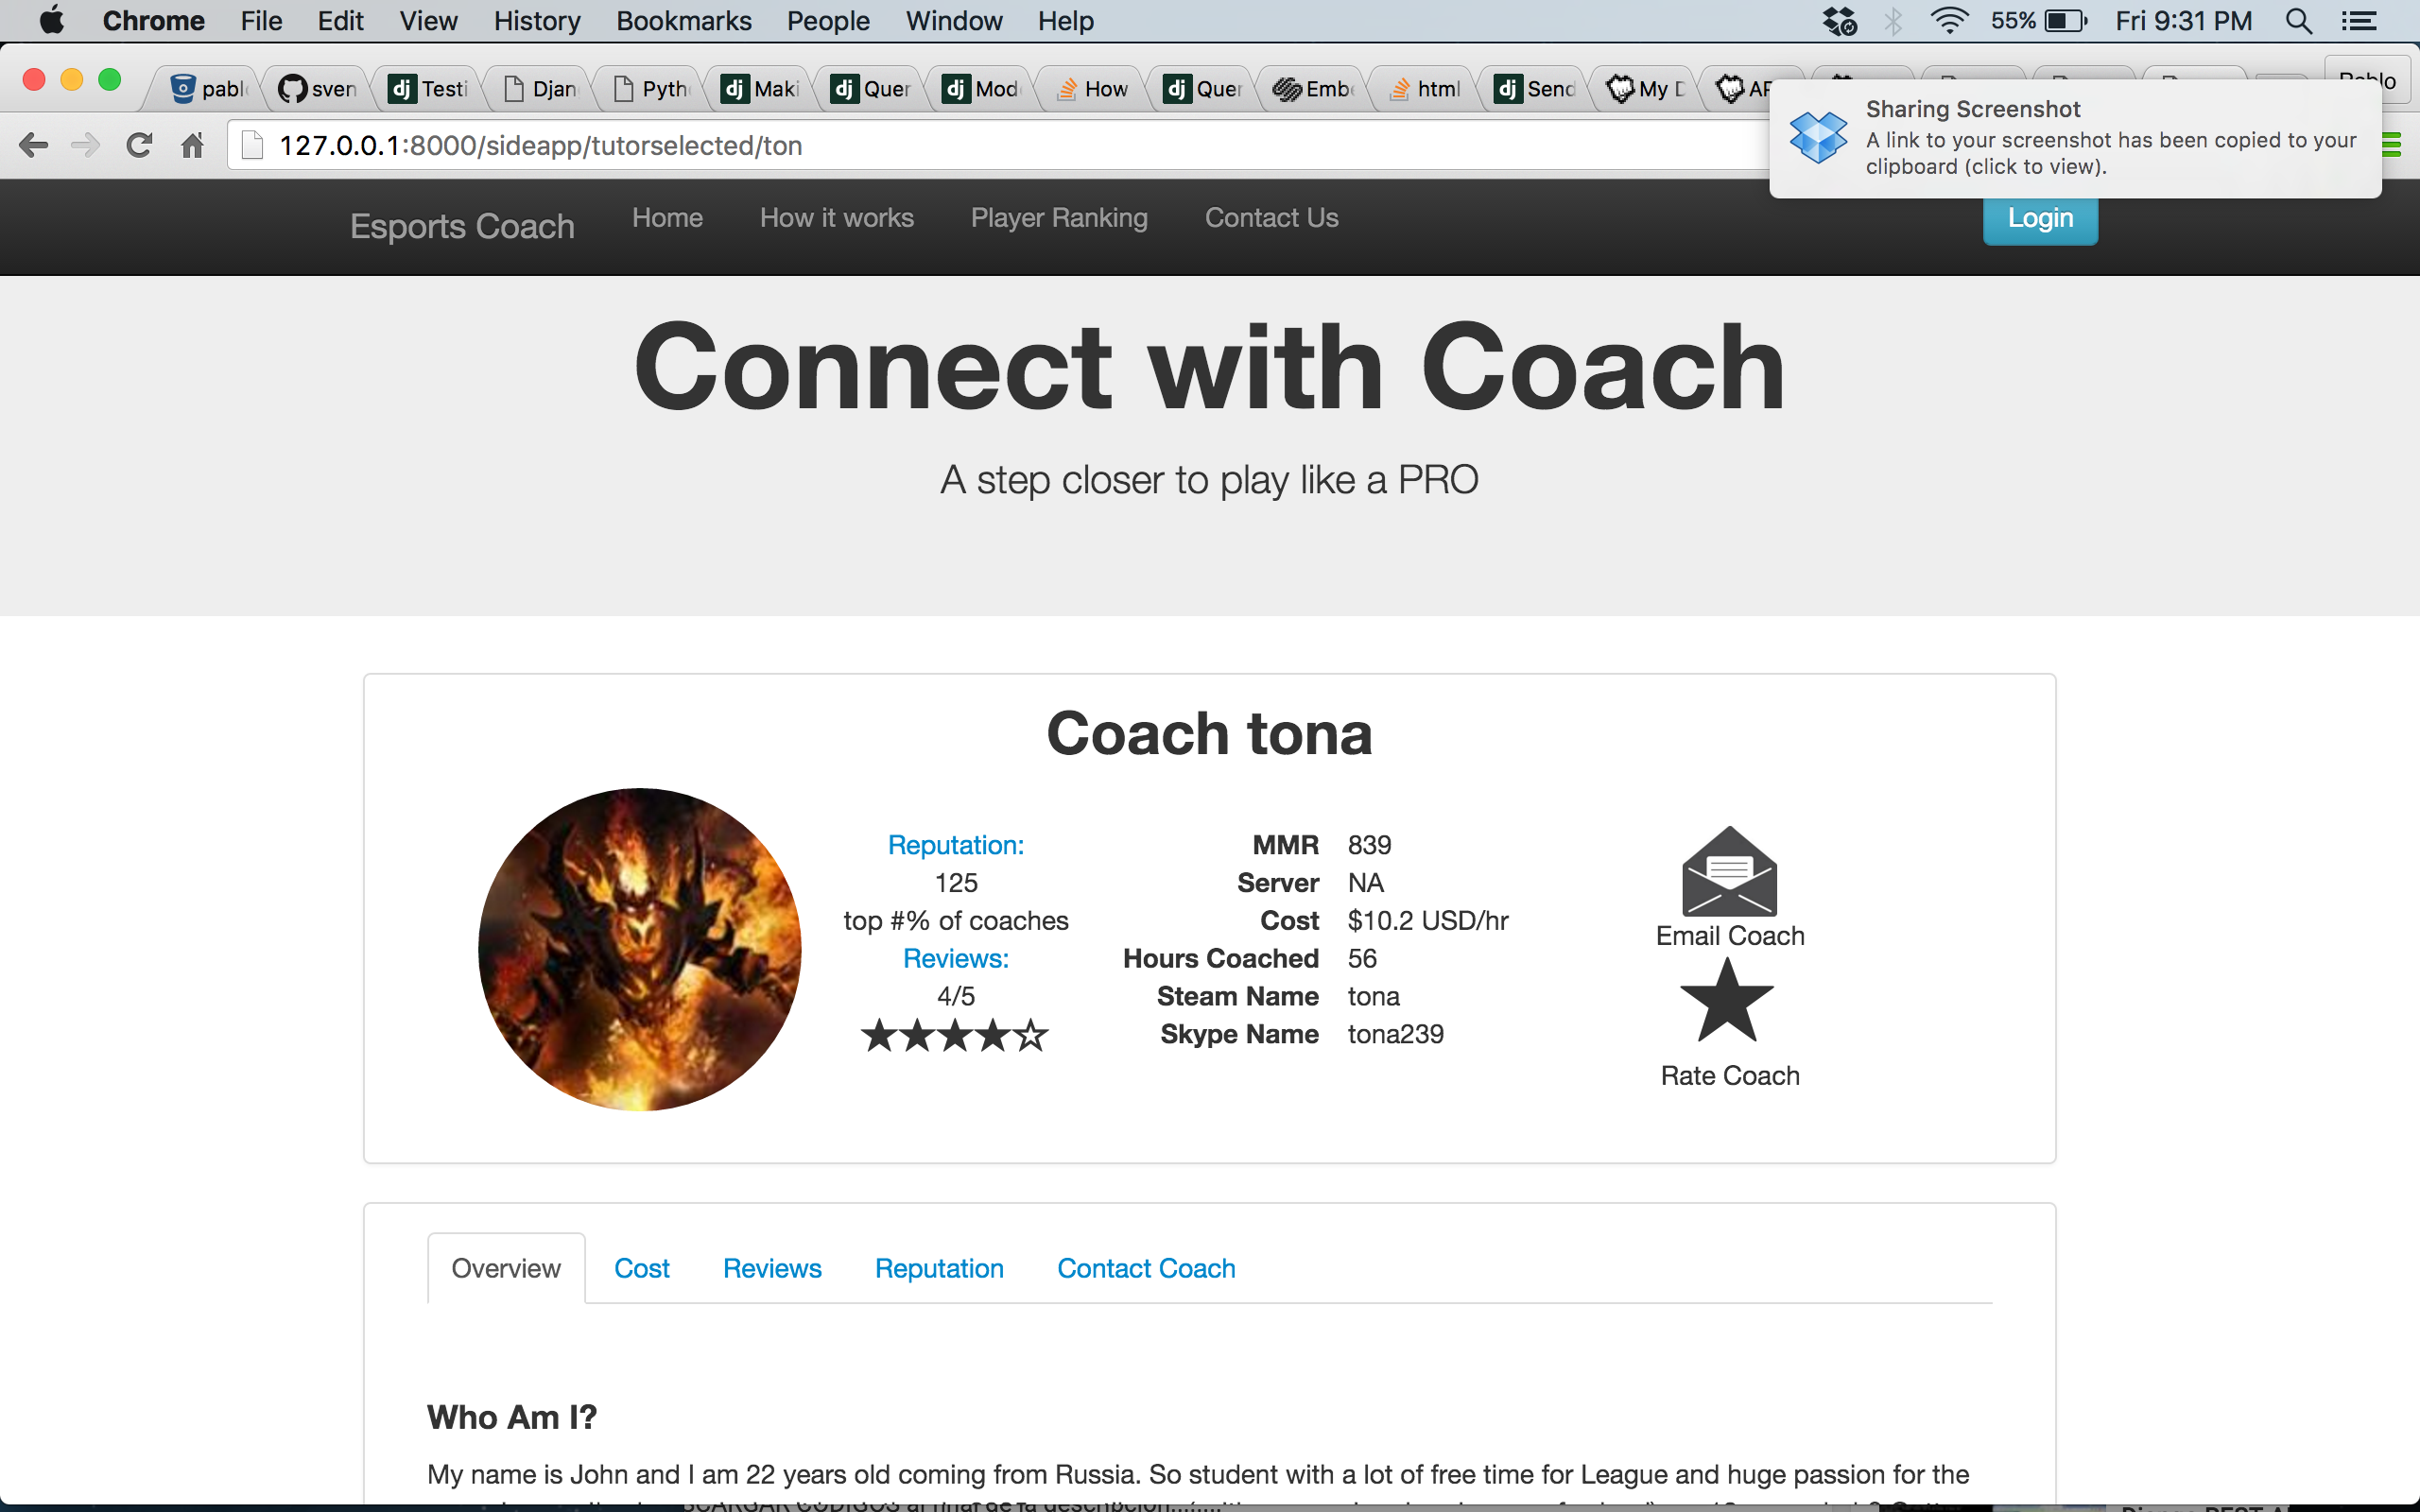 Chrome File Edit View History Bookmarks People Window Help 55% Fri 9:31 PM
pabl sven Testi Djan Pyth Maki Quer Mod How Quer Embe html Send My D AP
Sharing Screenshot
A link to your screenshot has been copied to your
clipboard (click to view).
127.0.0.1:8000/sideapp/tutorselected/ton
Esports Coach Home How it works Player Ranking Contact Us Login
Connect with Coach
A step closer to play like a PRO
Coach tona
Reputation:
125
top #% of coaches
Reviews:
4/5
MMR 839
Server NA
Cost $10.2 USD/hr
Hours Coached 56
Steam Name tona
Skype Name tona239
Email Coach
Rate Coach
Overview Cost Reviews Reputation Contact Coach
Who Am I?
My name is John and I am 22 years old coming from Russia. So student with a lot of free time for League and huge passion for the